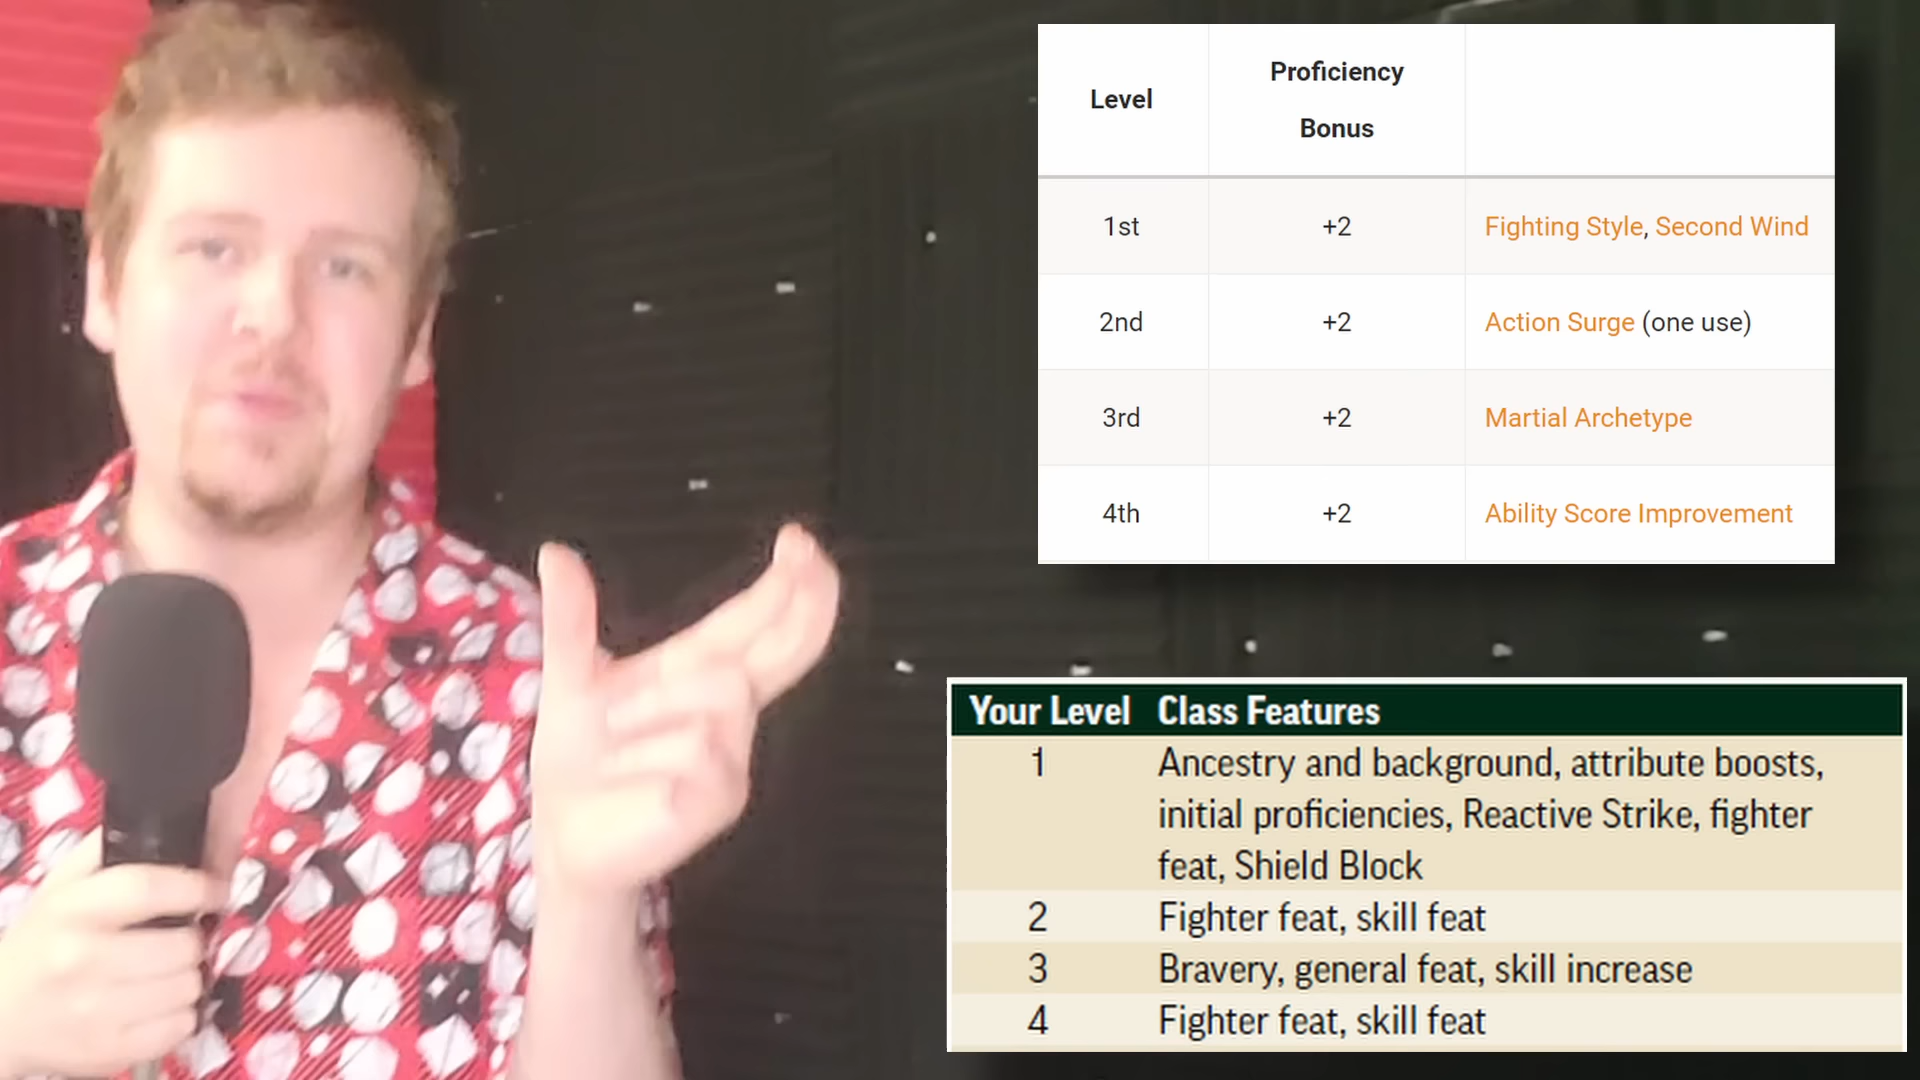 Level Proficiency Bonus
1st +2 Fighting Style, Second Wind
2nd +2 Action Surge (one use)
3rd +2 Martial Archetype
4th +2 Ability Score Improvement
Your Level Class Features
1 Ancestry and background, attribute boosts,
initial proficiencies, Reactive Strike, fighter
feat, Shield Block
2 Fighter feat, skill feat
3 Bravery, general feat, skill increase
4 Fighter feat, skill feat